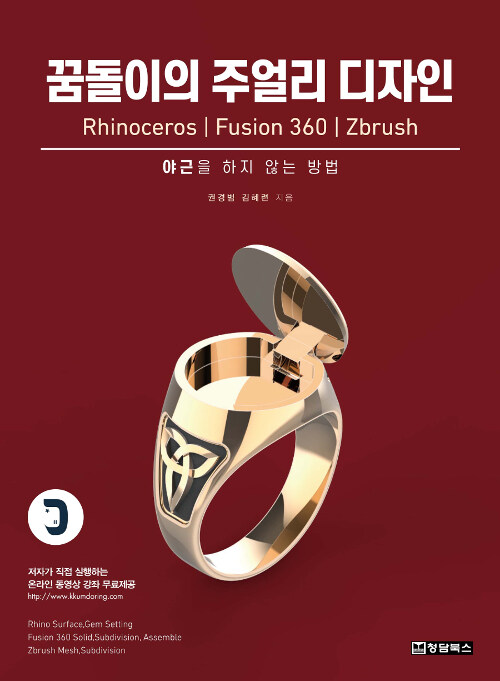 꿈돌이의 주얼리 디자인
Rhinoceros | Fusion 360 | Zbrush
야근을 하지 않는 방법
권경범 김혜련 지음
저자가 직접 실행하는
온라인 동영상 강좌 무료제공
http://www.kkumdoring.com
Rhino Surface,Gem Setting
Fusion 360 Solid,Subdivision, Assemble
Zbrush Mesh,Subdivision
청담북스